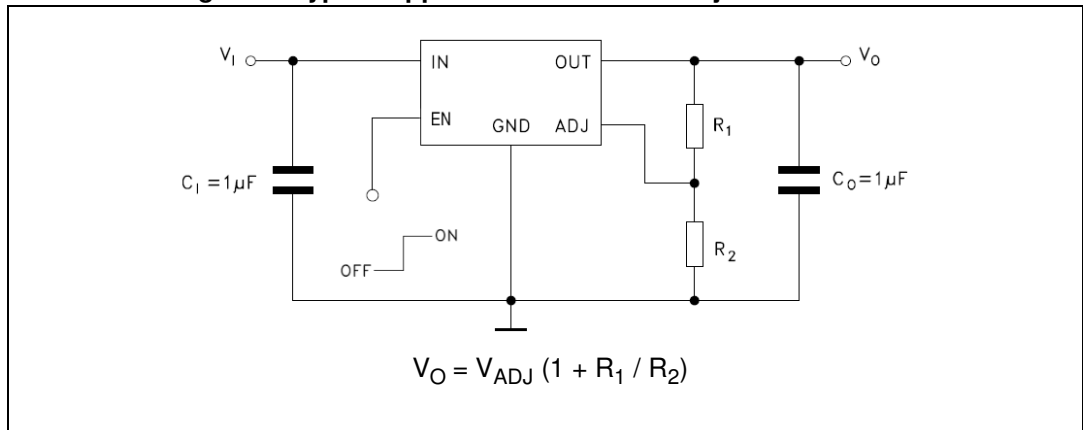 V_I
IN
OUT
V_O
EN
GND
ADJ
R_1
C_I =1μF
C_O=1μF
ON
OFF
R_2
V_O = V_ADJ (1 + R_1 / R_2)